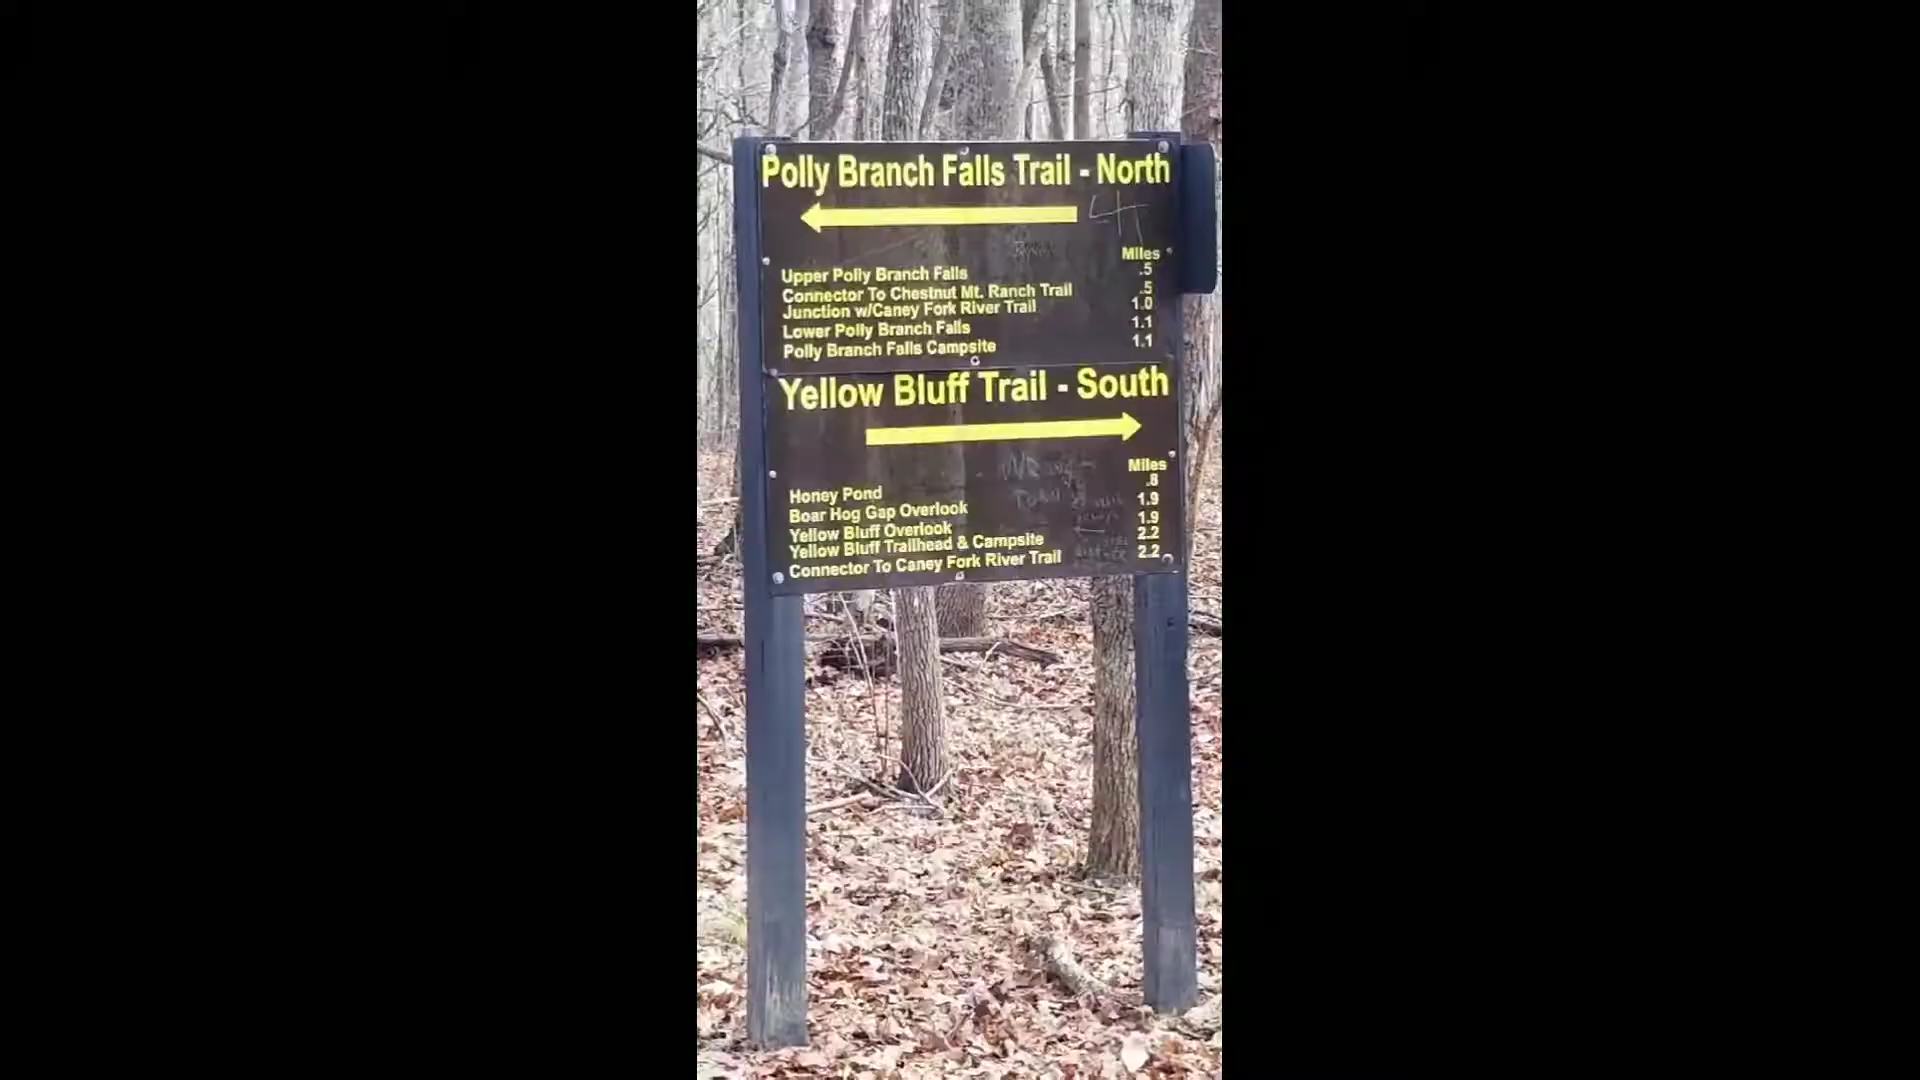 Polly Branch Falls Trail - North
Miles
Upper Polly Branch Falls .5
Connector To Chestnut Mt. Ranch Trail .5
Junction w/Caney Fork River Trail 1.0
Lower Polly Branch Falls 1.1
Polly Branch Falls Campsite 1.1
Yellow Bluff Trail - South
Miles
Honey Pond .8
Boar Hog Gap Overlook 1.9
Yellow Bluff Overlook 1.9
Yellow Bluff Trailhead & Campsite 2.2
Connector To Caney Fork River Trail 2.2